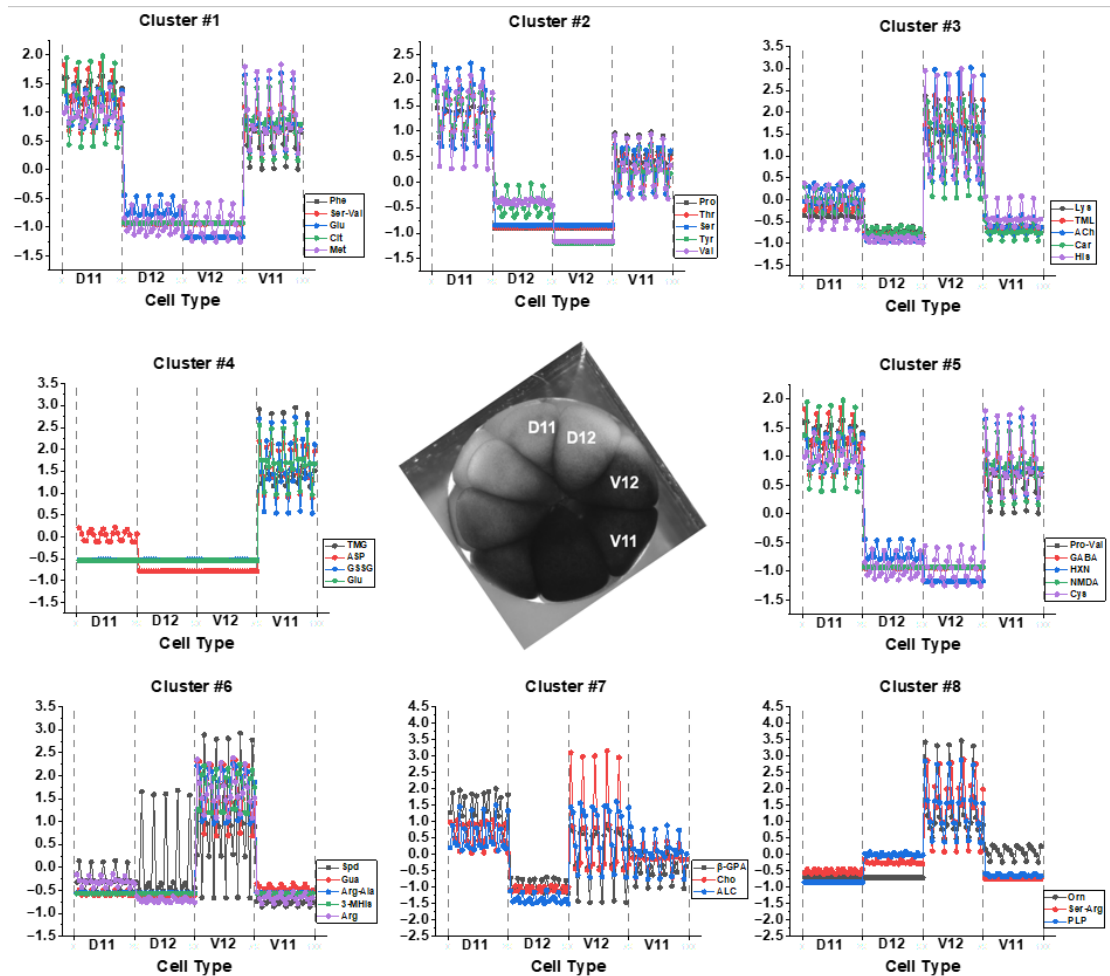 Cluster #1
2.0
1.5
1.0
0.5
0.0
−0.5
−1.0
−1.5
Phe
Ser-Val
Glu
Cit
Met
D11 D12 V12 V11
Cell Type
Cluster #2
2.5
2.0
1.5
1.0
0.5
0.0
−0.5
−1.0
−1.5
Pro
Thr
Ser
Tyr
Val
D11 D12 V12 V11
Cell Type
Cluster #3
3.5
3.0
2.5
2.0
1.5
1.0
0.5
0.0
−0.5
−1.0
−1.5
Lys
TML
ACh
Car
His
D11 D12 V12 V11
Cell Type
Cluster #4
3.5
3.0
2.5
2.0
1.5
1.0
0.5
0.0
−0.5
−1.0
−1.5
TMG
ASP
GSSG
Glu
D11 D12 V12 V11
Cell Type
D11
D12
V12
V11
Cluster #5
2.0
1.5
1.0
0.5
0.0
−0.5
−1.0
−1.5
Pro-Val
GABA
HXN
NMDA
Cys
D11 D12 V12 V11
Cell Type
Cluster #6
3.5
3.0
2.5
2.0
1.5
1.0
0.5
0.0
−0.5
−1.0
−1.5
Spd
Gua
Arg-Ala
3-MHis
Arg
D11 D12 V12 V11
Cell Type
Cluster #7
4.5
4.0
3.5
3.0
2.5
2.0
1.5
1.0
0.5
0.0
−0.5
−1.0
−1.5
−2.0
−2.5
β-GPA
Cho
ALC
D11 D12 V12 V11
Cell Type
Cluster #8
4.5
4.0
3.5
3.0
2.5
2.0
1.5
1.0
0.5
0.0
−0.5
−1.0
−1.5
−2.0
−2.5
Orn
Ser-Arg
PLP
D11 D12 V12 V11
Cell Type